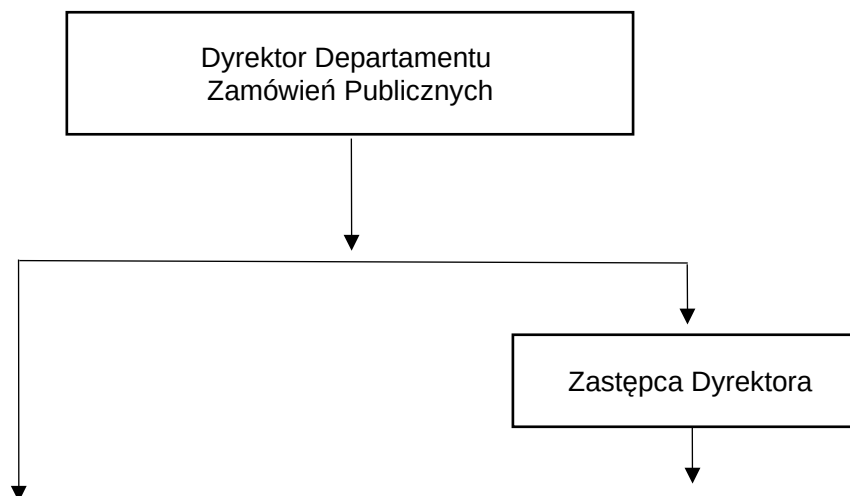 Dyrektor Departamentu
Zamówień Publicznych
Zastępca Dyrektora